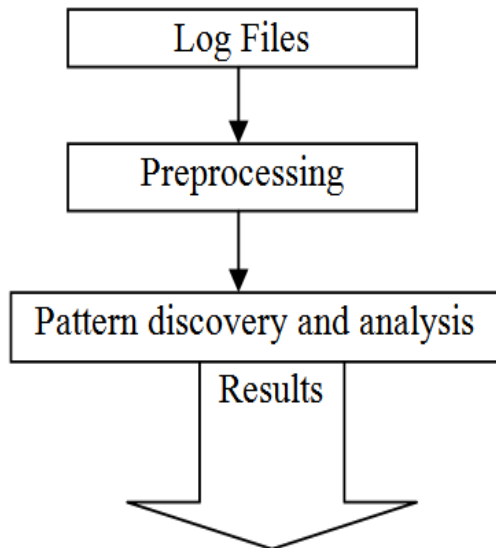 Log Files
Preprocessing
Pattern discovery and analysis
Results